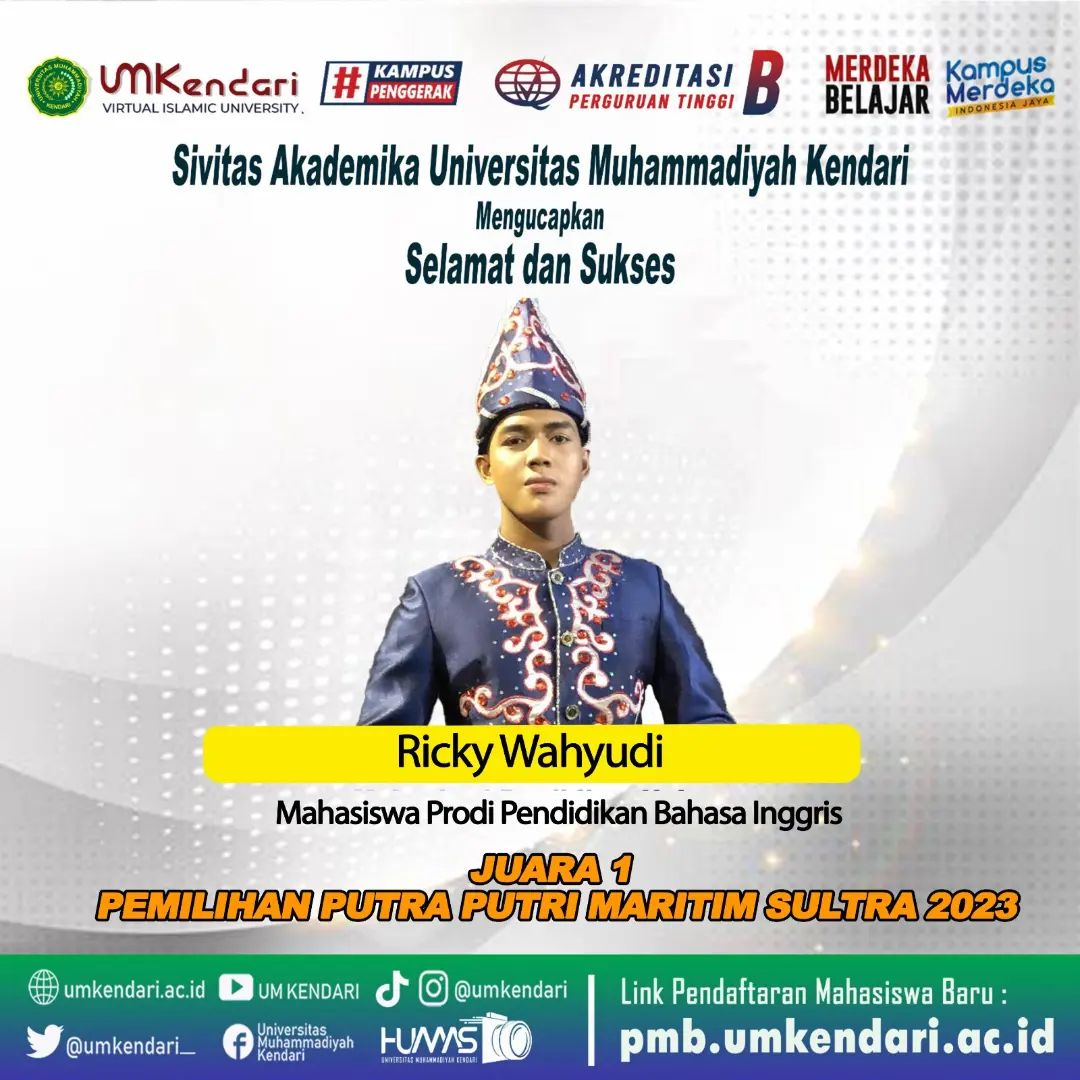 UMKendari
VIRTUAL ISLAMIC UNIVERSITY.
# KAMPUS PENGGERAK
AKREDITASI B
PERGURUAN TINGGI
MERDEKA BELAJAR
Kampus Merdeka
INDONESIA JAYA
Sivitas Akademika Universitas Muhammadiyah Kendari
Mengucapkan
Selamat dan Sukses
Ricky Wahyudi
Mahasiswa Prodi Pendidikan Bahasa Inggris
JUARA 1
PEMILIHAN PUTRA PUTRI MARITIM SULTRA 2023
umkendari.ac.id
UM KENDARI
@umkendari
@umkendari_
Universitas
Muhammadiyah
Kendari
HUMAS
UNIVERSITAS MUHAMMADIYAH KENDARI
Link Pendaftaran Mahasiswa Baru :
pmb.umkendari.ac.id